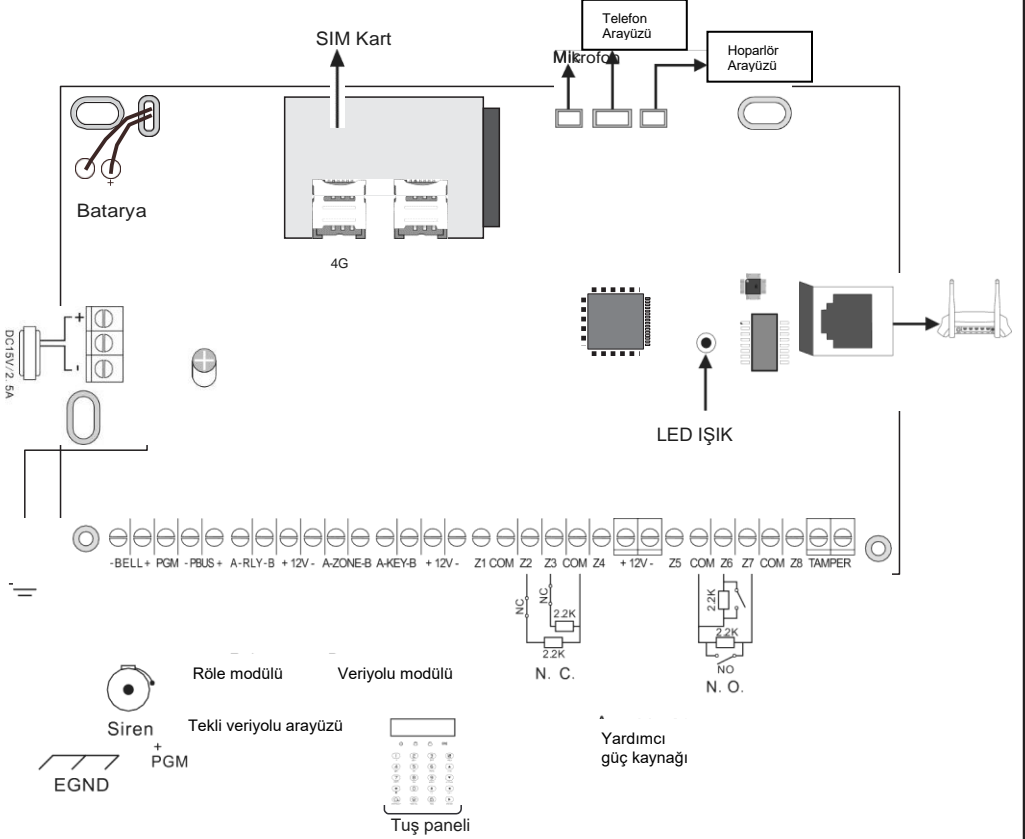 Telefon
Arayüzü
SIM Kart
Mikrofon
Hoparlör
Arayüzü
+
Batarya
4G
+
-
DC15V/2.5A
LED IŞIK
-BELL+ PGM -PBUS+ A-RLY-B +12V- A-ZONE-B A-KEY-B +12V- Z1 COM Z2 Z3 COM Z4 +12V- Z5 COM Z6 Z7 COM Z8 TAMPER
NC
NC
2.2K
2.2K
N. C.
2.2K
2.2K
NO
N. O.
Röle modülü
Veriyolu modülü
Siren
Tekli veriyolu arayüzü
+
PGM
EGND
Yardımcı
güç kaynağı
Tuş paneli